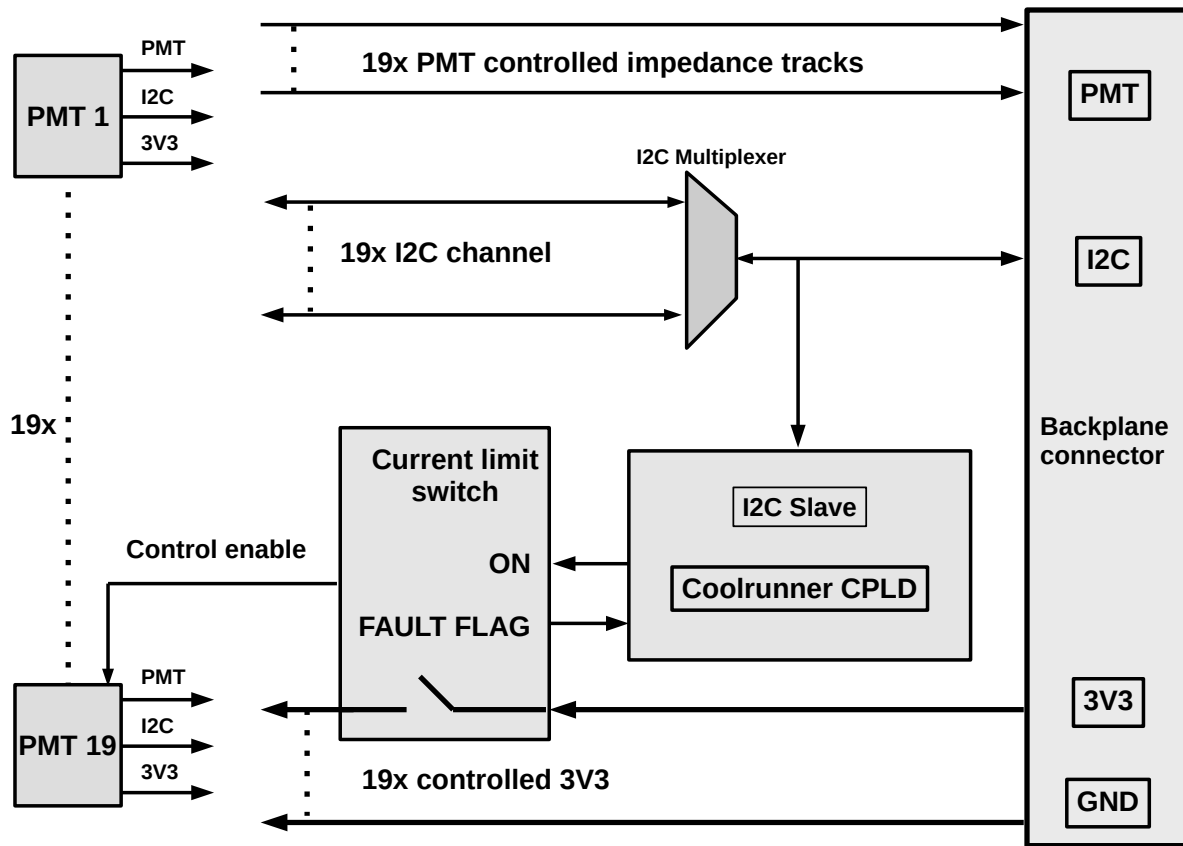 PMT
I2C
3V3
PMT 1
19x PMT controlled impedance tracks
PMT
I2C Multiplexer
19x I2C channel
I2C
19x
Backplane
connector
Current limit
switch
ON
FAULT FLAG
I2C Slave
Coolrunner CPLD
Control enable
PMT
I2C
3V3
PMT 19
19x controlled 3V3
3V3
GND